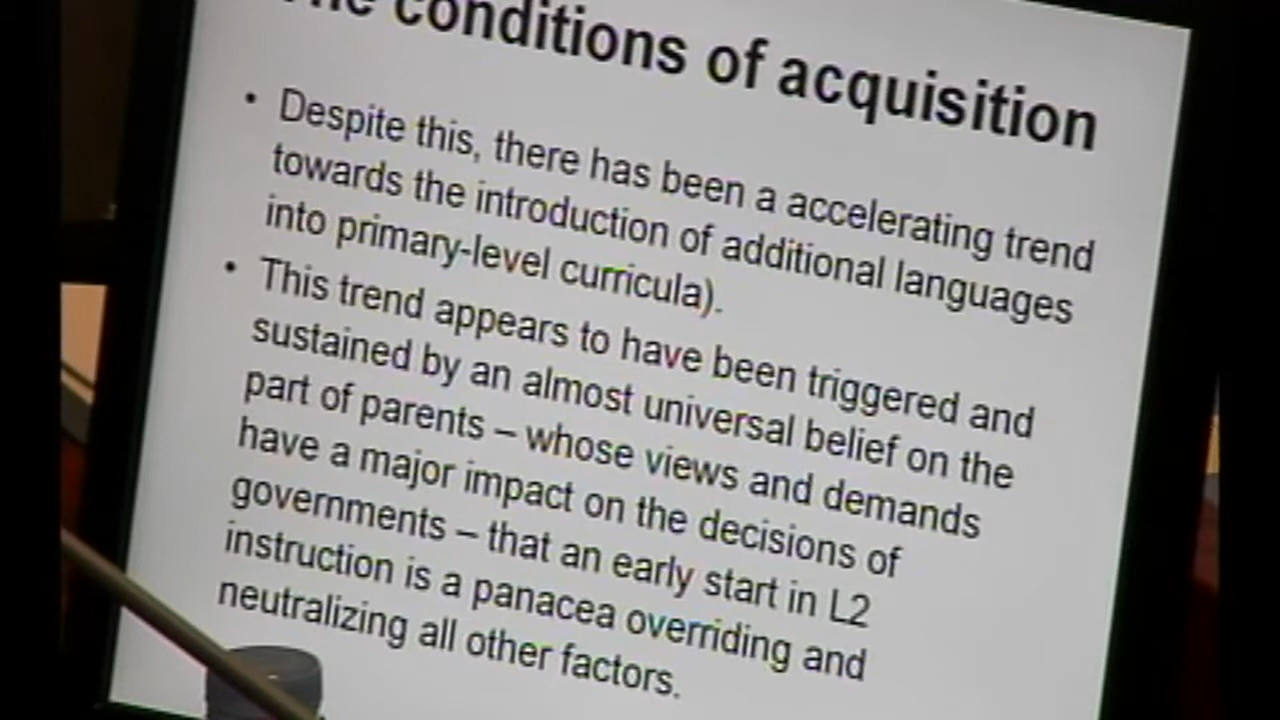 The conditions of acquisition
• Despite this, there has been a accelerating trend
towards the introduction of additional languages
into primary-level curricula).
• This trend appears to have been triggered and
sustained by an almost universal belief on the
part of parents – whose views and demands
have a major impact on the decisions of
governments – that an early start in L2
instruction is a panacea overriding and
neutralizing all other factors.